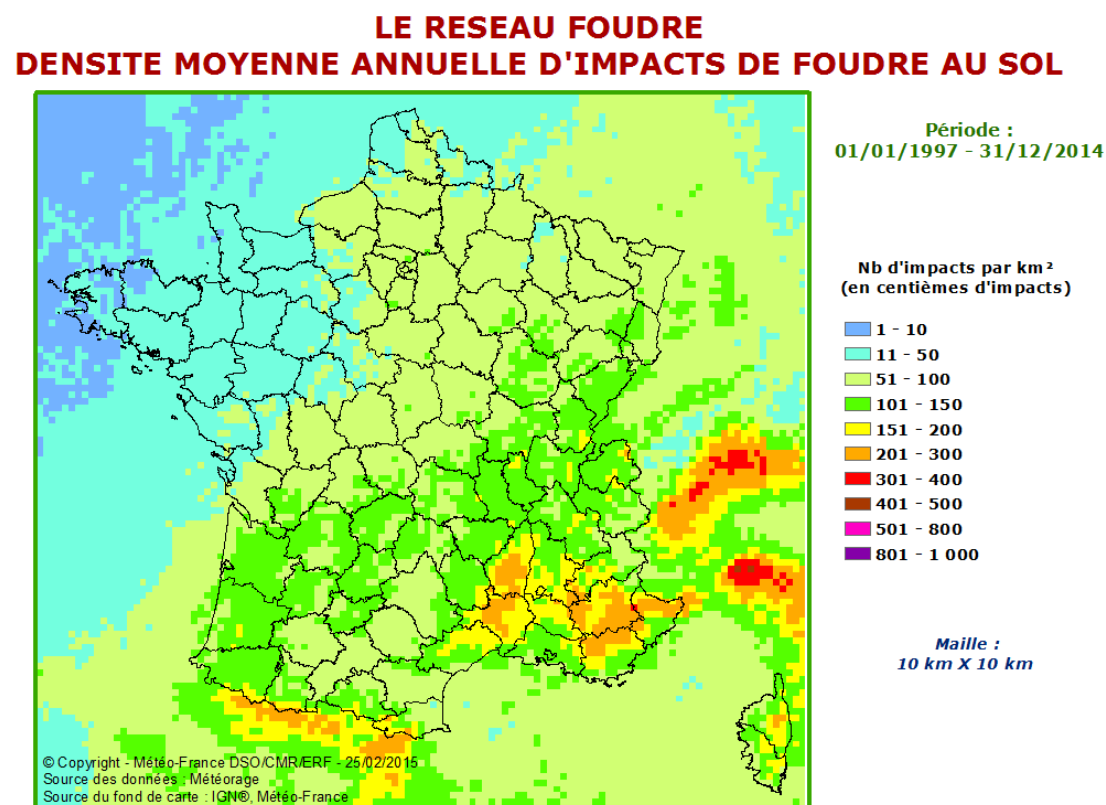 LE RESEAU FOUDRE
DENSITE MOYENNE ANNUELLE D'IMPACTS DE FOUDRE AU SOL
Période :
01/01/1997 - 31/12/2014
Nb d'impacts par km²
(en centièmes d'impacts)
1 - 10
11 - 50
51 - 100
101 - 150
151 - 200
201 - 300
301 - 400
401 - 500
501 - 800
801 - 1 000
Maille :
10 km X 10 km
© Copyright - Météo-France DSO/CMR/ERF - 25/02/2015
Source des données : Météorage
Source du fond de carte : IGN®, Météo-France